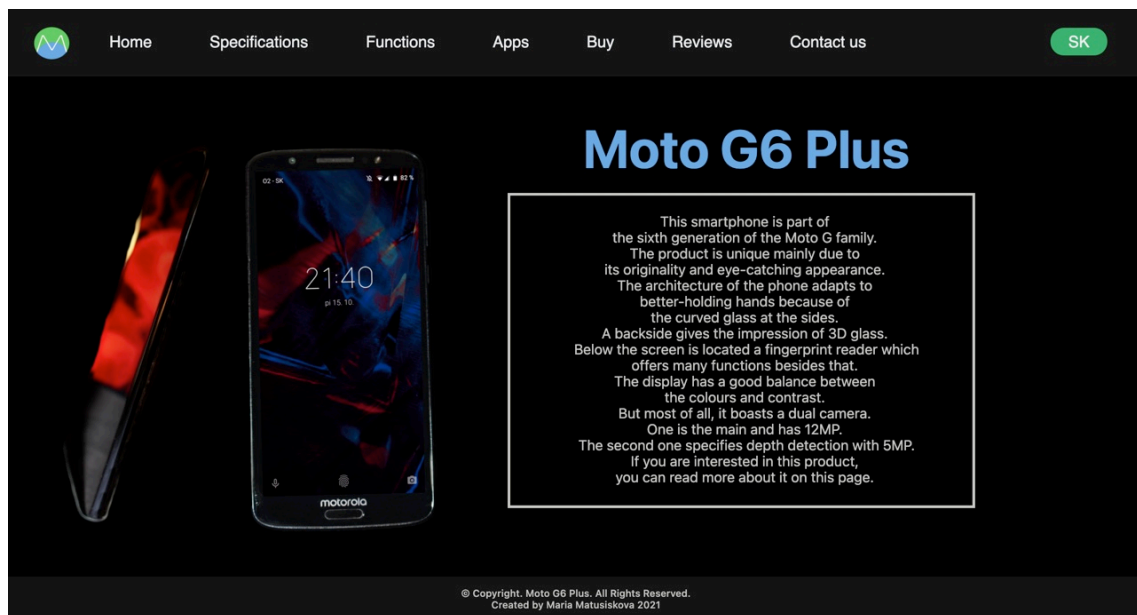 Home
Specifications
Functions
Apps
Buy
Reviews
Contact us
SK
Moto G6 Plus
This smartphone is part of
the sixth generation of the Moto G family.
The product is unique mainly due to
its originality and eye-catching appearance.
The architecture of the phone adapts to
better-holding hands because of
the curved glass at the sides.
A backside gives the impression of 3D glass.
Below the screen is located a fingerprint reader which
offers many functions besides that.
The display has a good balance between
the colours and contrast.
But most of all, it boasts a dual camera.
One is the main and has 12MP.
The second one specifies depth detection with 5MP.
If you are interested in this product,
you can read more about it on this page.
O2 - SK
82 %
21:40
pi 15. 10.
motorola
© Copyright. Moto G6 Plus. All Rights Reserved.
Created by Maria Matusiskova 2021